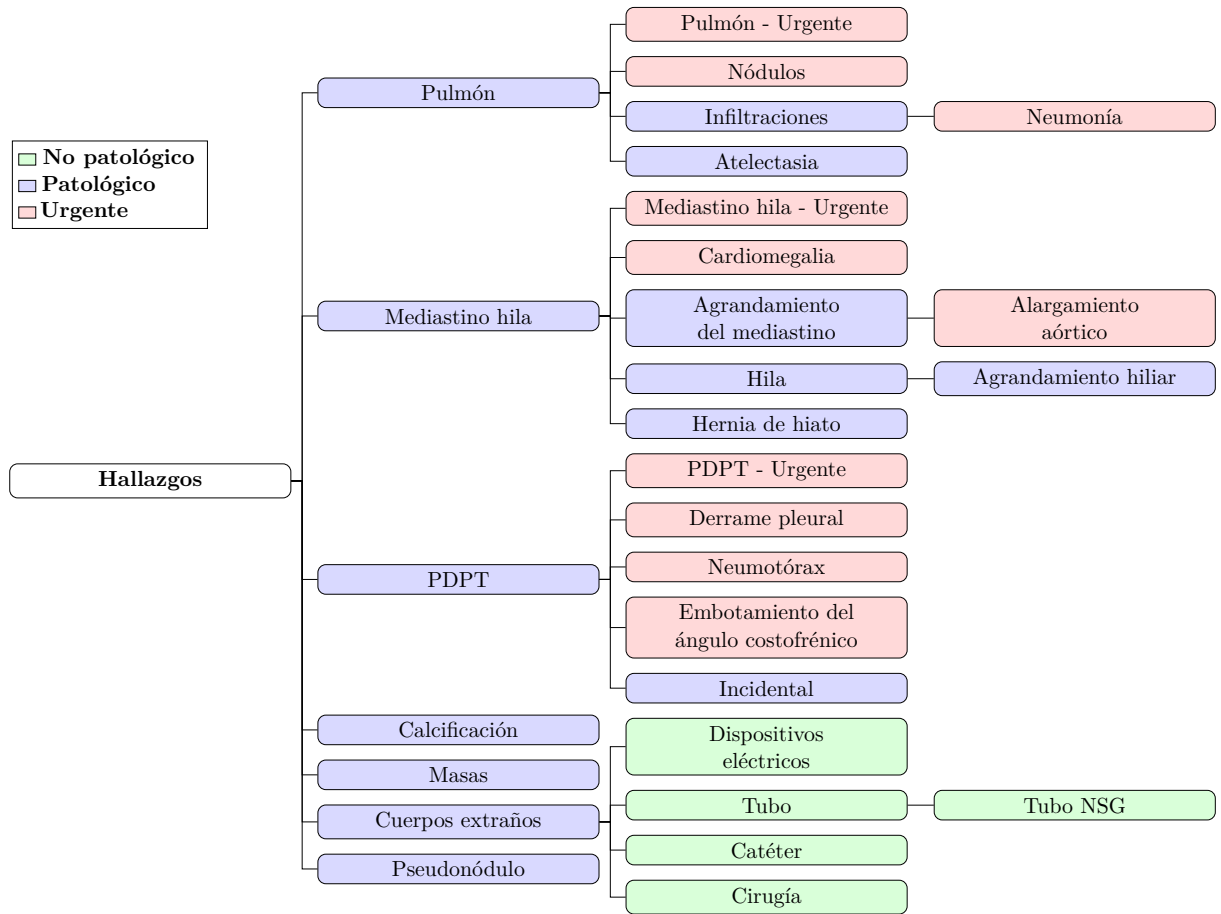 Pulmón - Urgente
Nódulos
Pulmón
Infiltraciones
Neumonía
Atelectasia
No patológico
Patológico
Urgente
Mediastino hila - Urgente
Cardiomegalia
Mediastino hila
Agrandamiento
del mediastino
Alargamiento
aórtico
Hila
Agrandamiento hiliar
Hernia de hiato
Hallazgos
PDPT - Urgente
Derrame pleural
PDPT
Neumotórax
Embotamiento del
ángulo costofrénico
Incidental
Calcificación
Dispositivos
eléctricos
Masas
Cuerpos extraños
Tubo
Tubo NSG
Catéter
Pseudonódulo
Cirugía